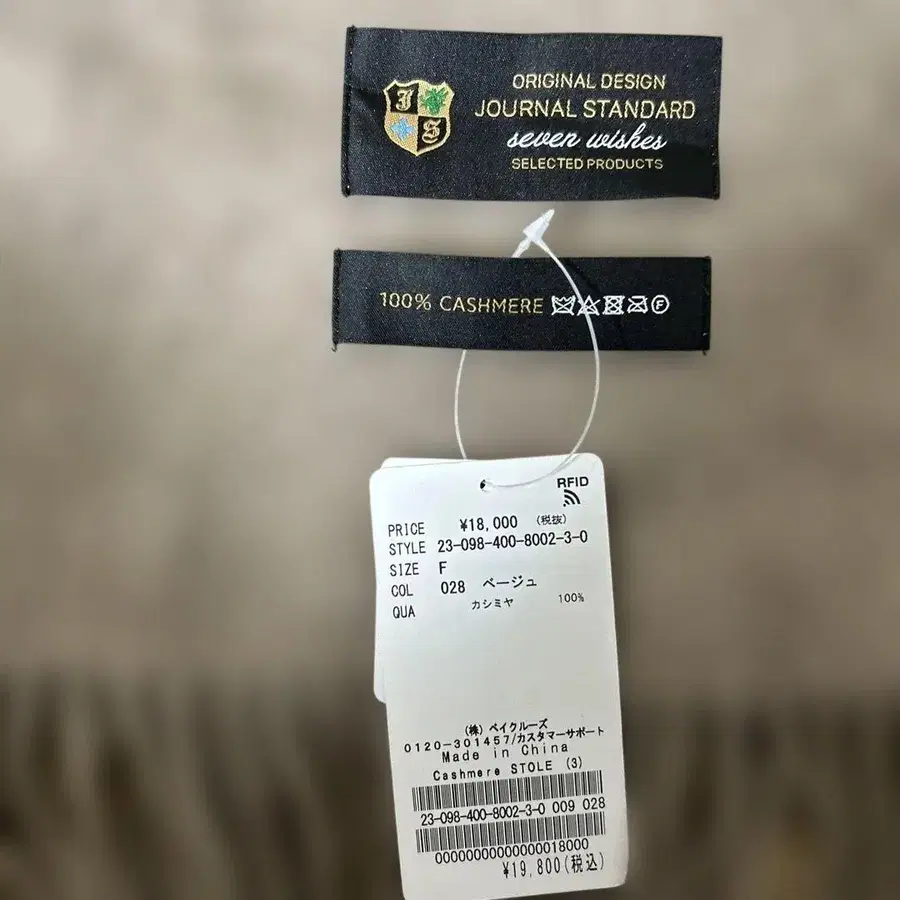 ORIGINAL DESIGN
JOURNAL STANDARD
seven wishes
SELECTED PRODUCTS
J
S
100% CASHMERE
F
RFID
PRICE ¥18,000 (税抜)
STYLE 23-098-400-8002-3-0
SIZE F
COL 028 ベージュ
QUA カシミヤ 100%
(株)ベイクルーズ
0120-301457/カスタマーサポート
Made in China
Cashmere STOLE (3)
23-098-400-8002-3-0 009 028
00000000000000018000
¥19,800(税込)